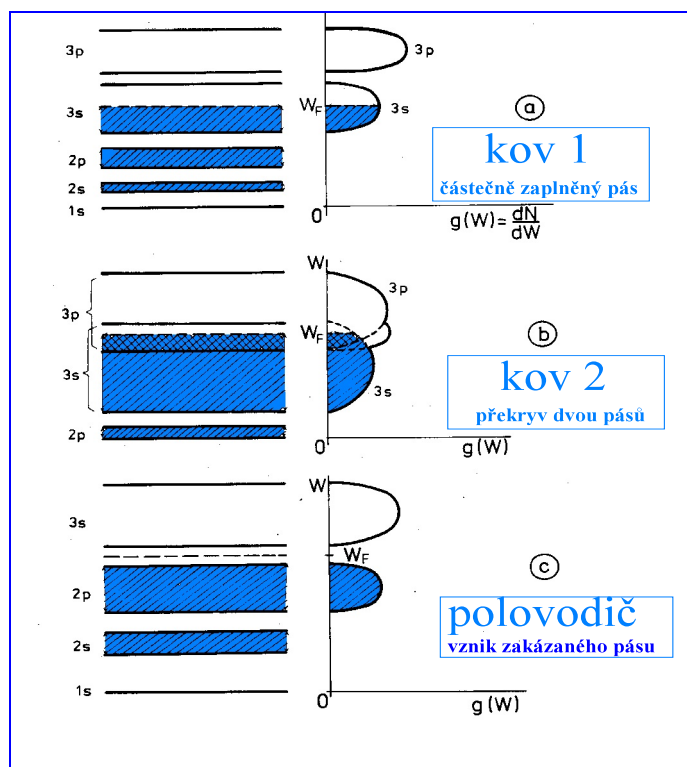 3p
3s
2p
2s
1s
W_F
3p
3s
0
g(W) = dN/dW
a
kov 1
částečně zaplněný pás
3p
3s
2p
W
W_F
3p
3s
0
g(W)
b
kov 2
překryv dvou pásů
3s
2p
2s
1s
W
W_F
0
g(W)
c
polovodič
vznik zakázaného pásu